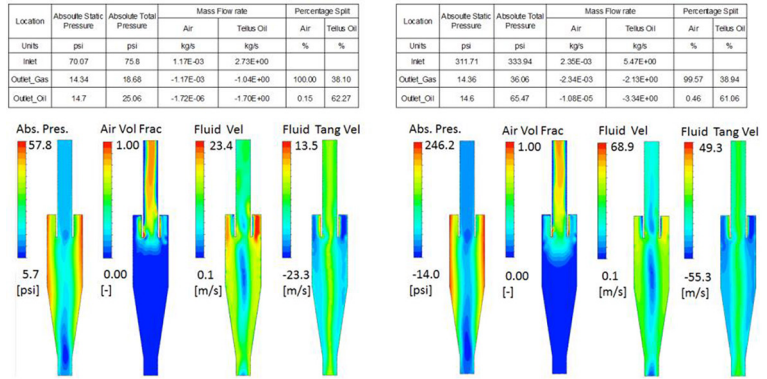 Location Absoulte Static Pressure Absolute Total Pressure Mass Flow rate Percentage Split
Air Tellus Oil Air Tellus Oil
Units psi psi kg/s kg/s % %
Inlet 70.07 75.8 1.17E-03 2.73E+00
Outlet_Gas 14.34 18.68 -1.17E-03 -1.04E+00 100.00 38.10
Outlet_Oil 14.7 25.06 -1.72E-06 -1.70E+00 0.15 62.27
Location Absoulte Static Pressure Absolute Total Pressure Mass Flow rate Percentage Split
Air Tellus Oil Air Tellus Oil
Units psi psi kg/s kg/s % %
Inlet 311.71 333.94 2.35E-03 5.47E+00
Outlet_Gas 14.36 36.06 -2.34E-03 -2.13E+00 99.57 38.94
Outlet_Oil 14.6 65.47 -1.08E-05 -3.34E+00 0.46 61.06
Abs. Pres. Air Vol Frac Fluid Vel Fluid Tang Vel
57.8 1.00 23.4 13.5
5.7 0.00 0.1 -23.3
[psi] [-] [m/s] [m/s]
Abs. Pres. Air Vol Frac Fluid Vel Fluid Tang Vel
246.2 1.00 68.9 49.3
-14.0 0.00 0.1 -55.3
[psi] [-] [m/s] [m/s]